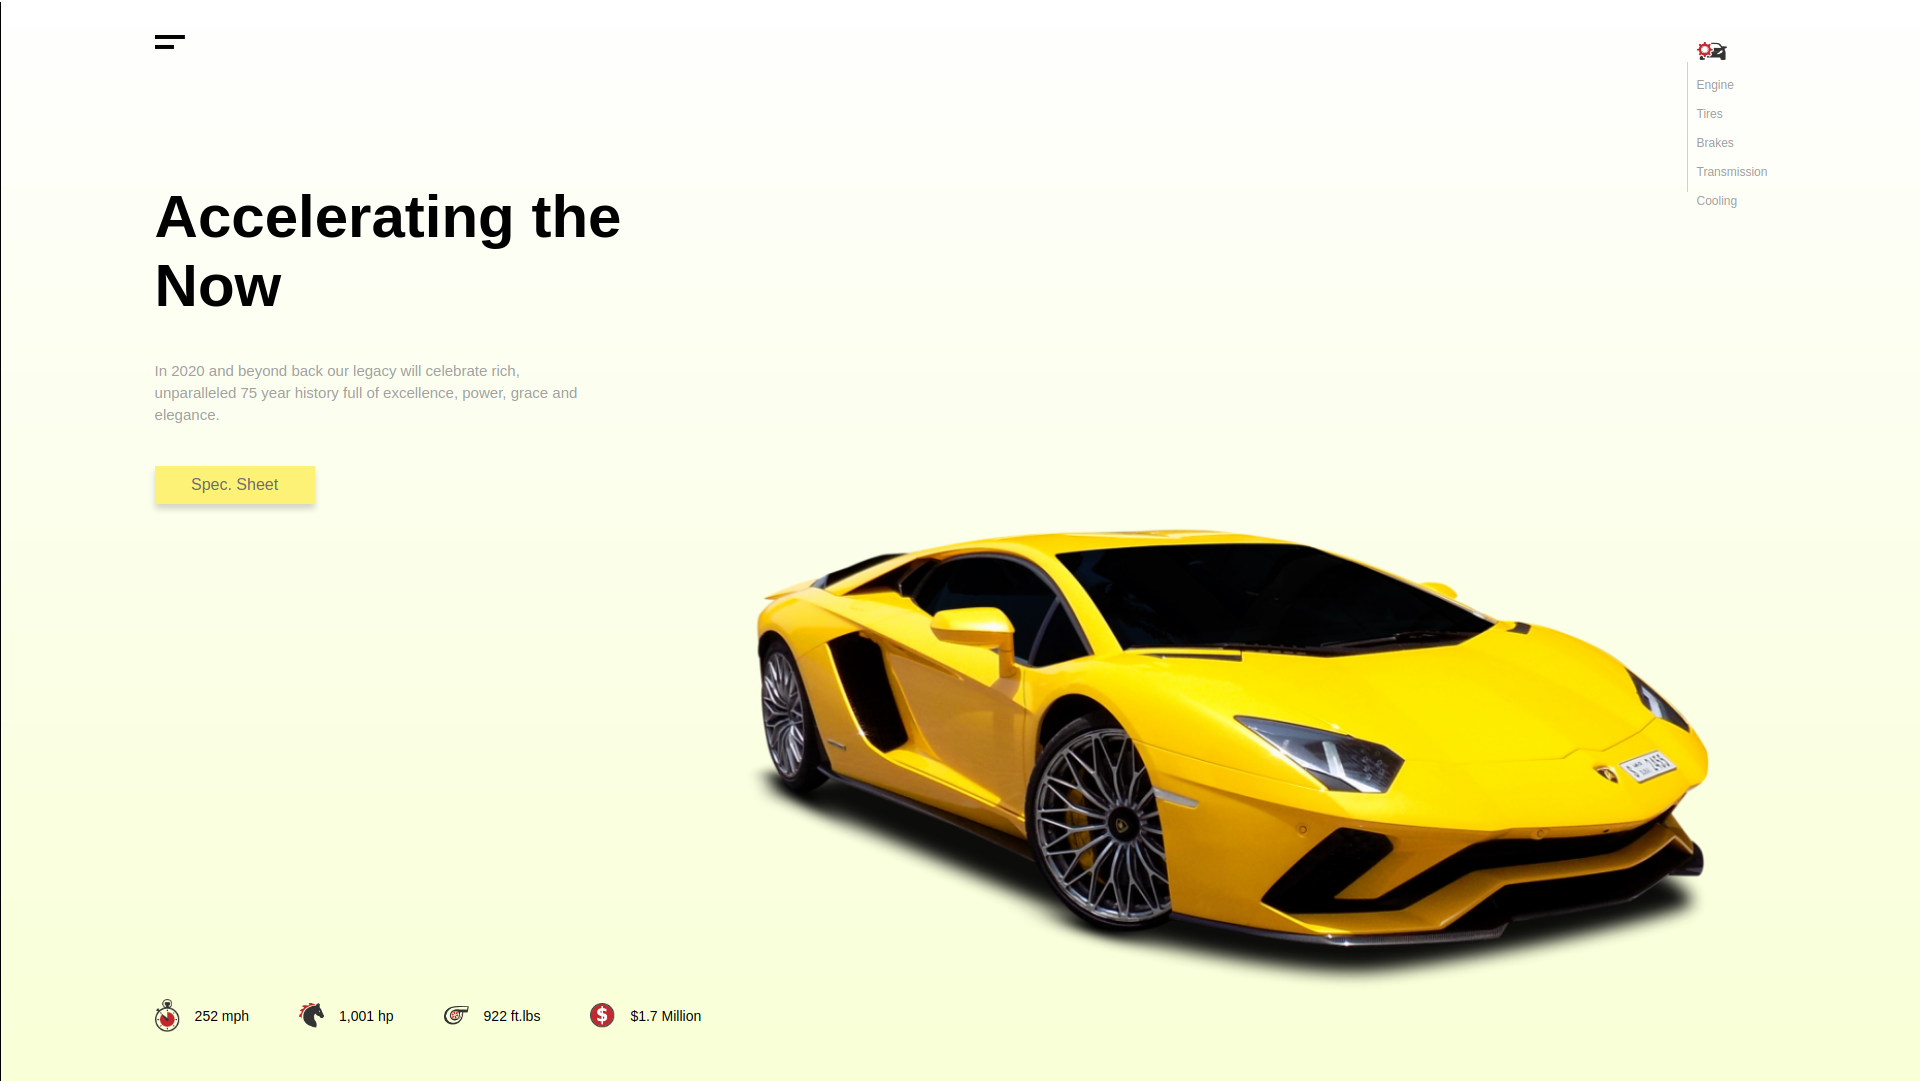 Engine
Tires
Brakes
Transmission
Cooling
Accelerating the
Now
In 2020 and beyond back our legacy will celebrate rich,
unparalleled 75 year history full of excellence, power, grace and
elegance.
Spec. Sheet
252 mph
1,001 hp
922 ft.lbs
$1.7 Million